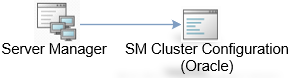 Server Manager
SM Cluster Configuration
(Oracle)